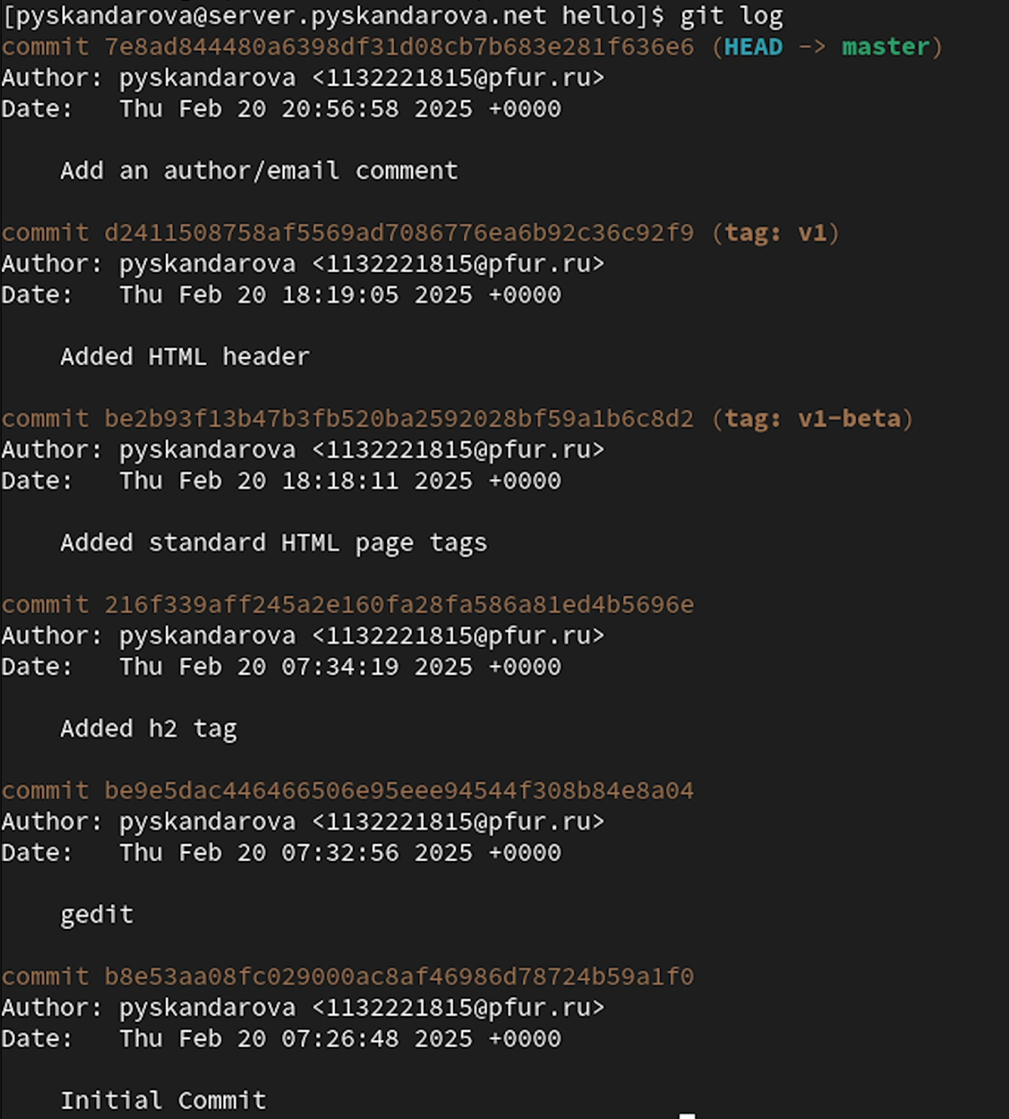 [pyskandarova@server.pyskandarova.net hello]$ git log
commit 7e8ad844480a6398df31d08cb7b683e281f636e6 (HEAD -> master)
Author: pyskandarova <1132221815@pfur.ru>
Date:   Thu Feb 20 20:56:58 2025 +0000
    Add an author/email comment
commit d2411508758af5569ad7086776ea6b92c36c92f9 (tag: v1)
Author: pyskandarova <1132221815@pfur.ru>
Date:   Thu Feb 20 18:19:05 2025 +0000
    Added HTML header
commit be2b93f13b47b3fb520ba2592028bf59a1b6c8d2 (tag: v1-beta)
Author: pyskandarova <1132221815@pfur.ru>
Date:   Thu Feb 20 18:18:11 2025 +0000
    Added standard HTML page tags
commit 216f339aff245a2e160fa28fa586a81ed4b5696e
Author: pyskandarova <1132221815@pfur.ru>
Date:   Thu Feb 20 07:34:19 2025 +0000
    Added h2 tag
commit be9e5dac446466506e95eee94544f308b84e8a04
Author: pyskandarova <1132221815@pfur.ru>
Date:   Thu Feb 20 07:32:56 2025 +0000
    gedit
commit b8e53aa08fc029000ac8af46986d78724b59a1f0
Author: pyskandarova <1132221815@pfur.ru>
Date:   Thu Feb 20 07:26:48 2025 +0000
    Initial Commit